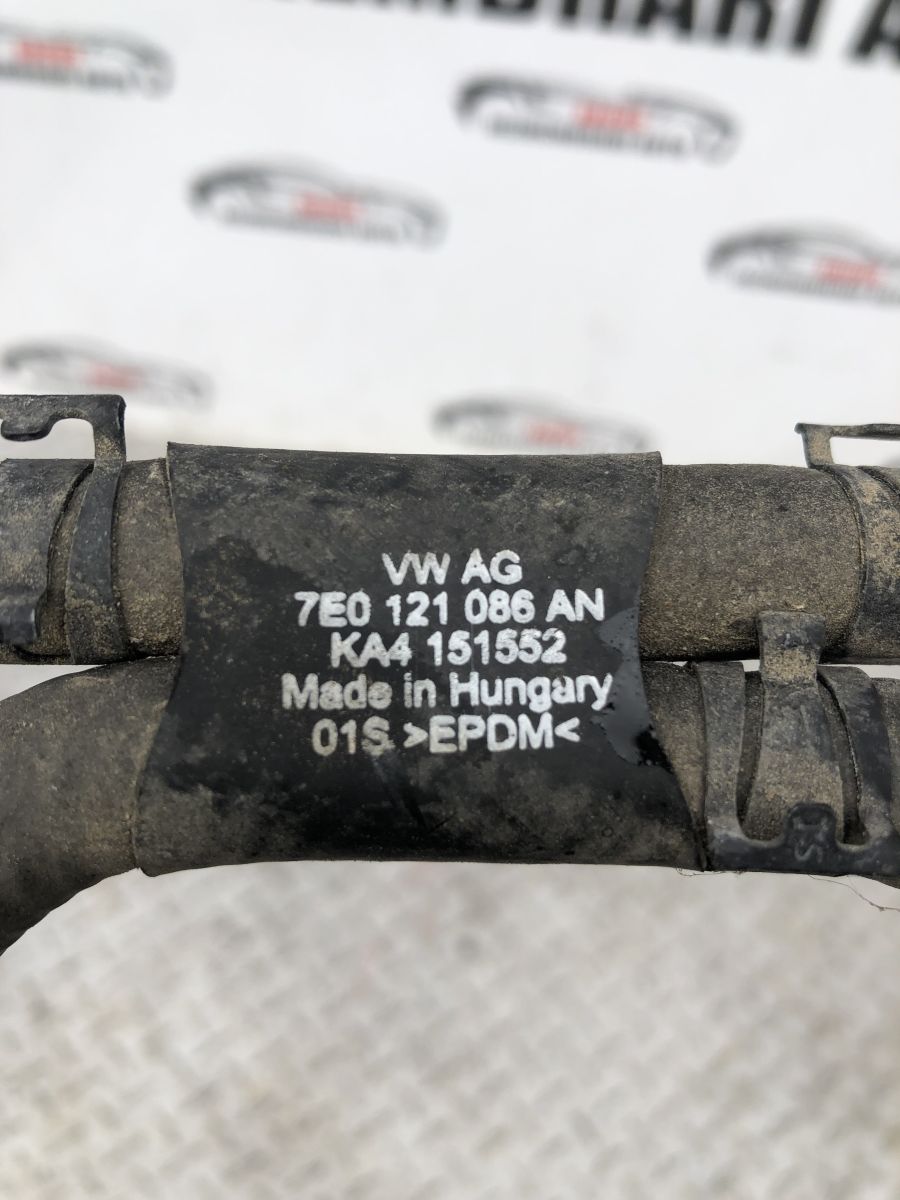 VW AG
7E0 121 086 AN
KA4 151552
Made in Hungary
01S >EPDM<